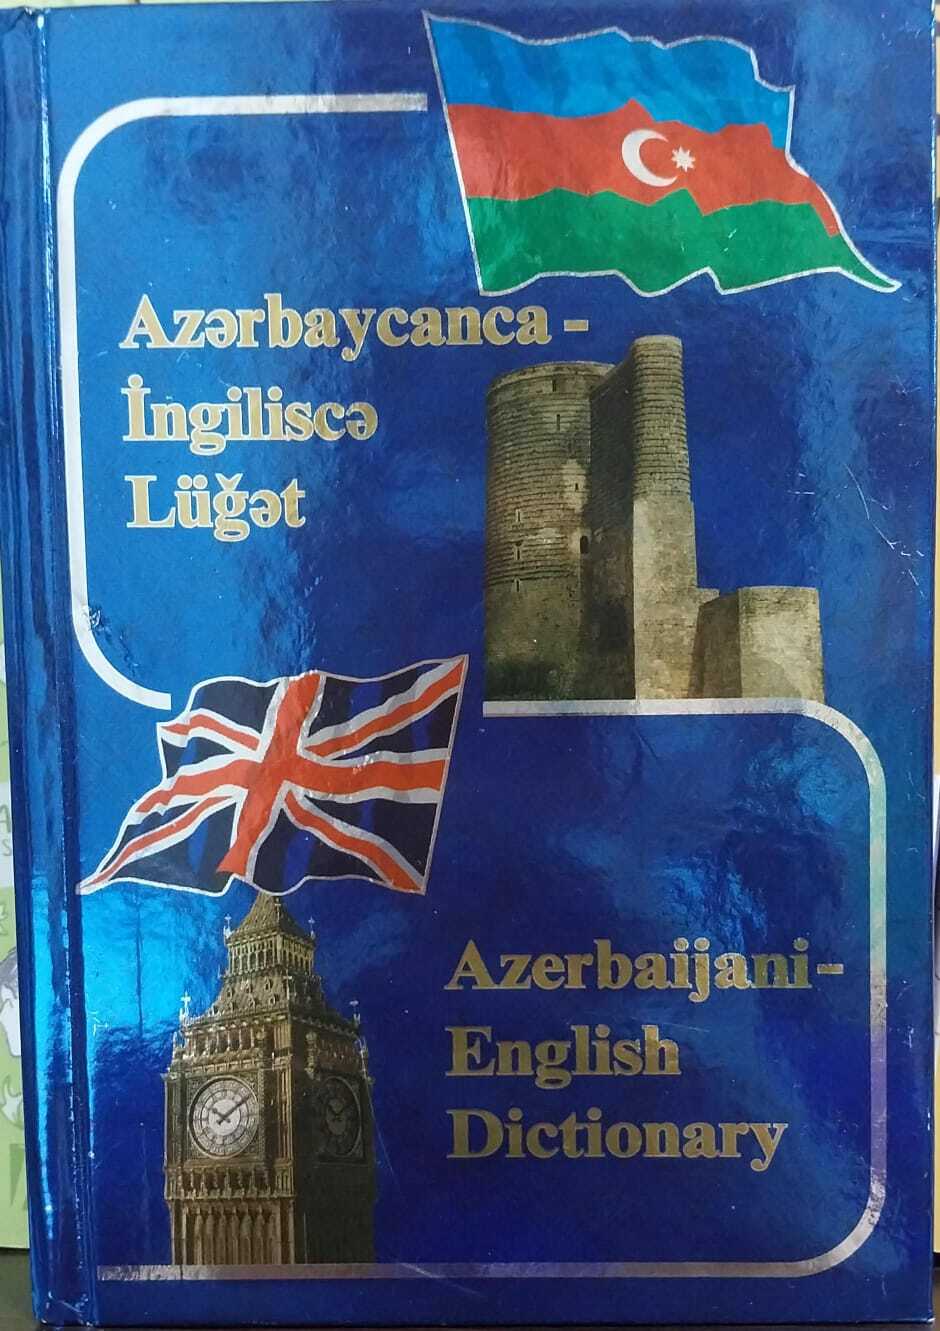 Azərbaycanca -
İngiliscə
Lüğət
Azerbaijani -
English
Dictionary